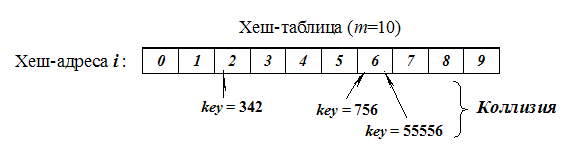 Хеш-таблица (m=10)
Хеш-адреса i : 0 1 2 3 4 5 6 7 8 9
key = 342 key = 756 Коллизия
key = 55556